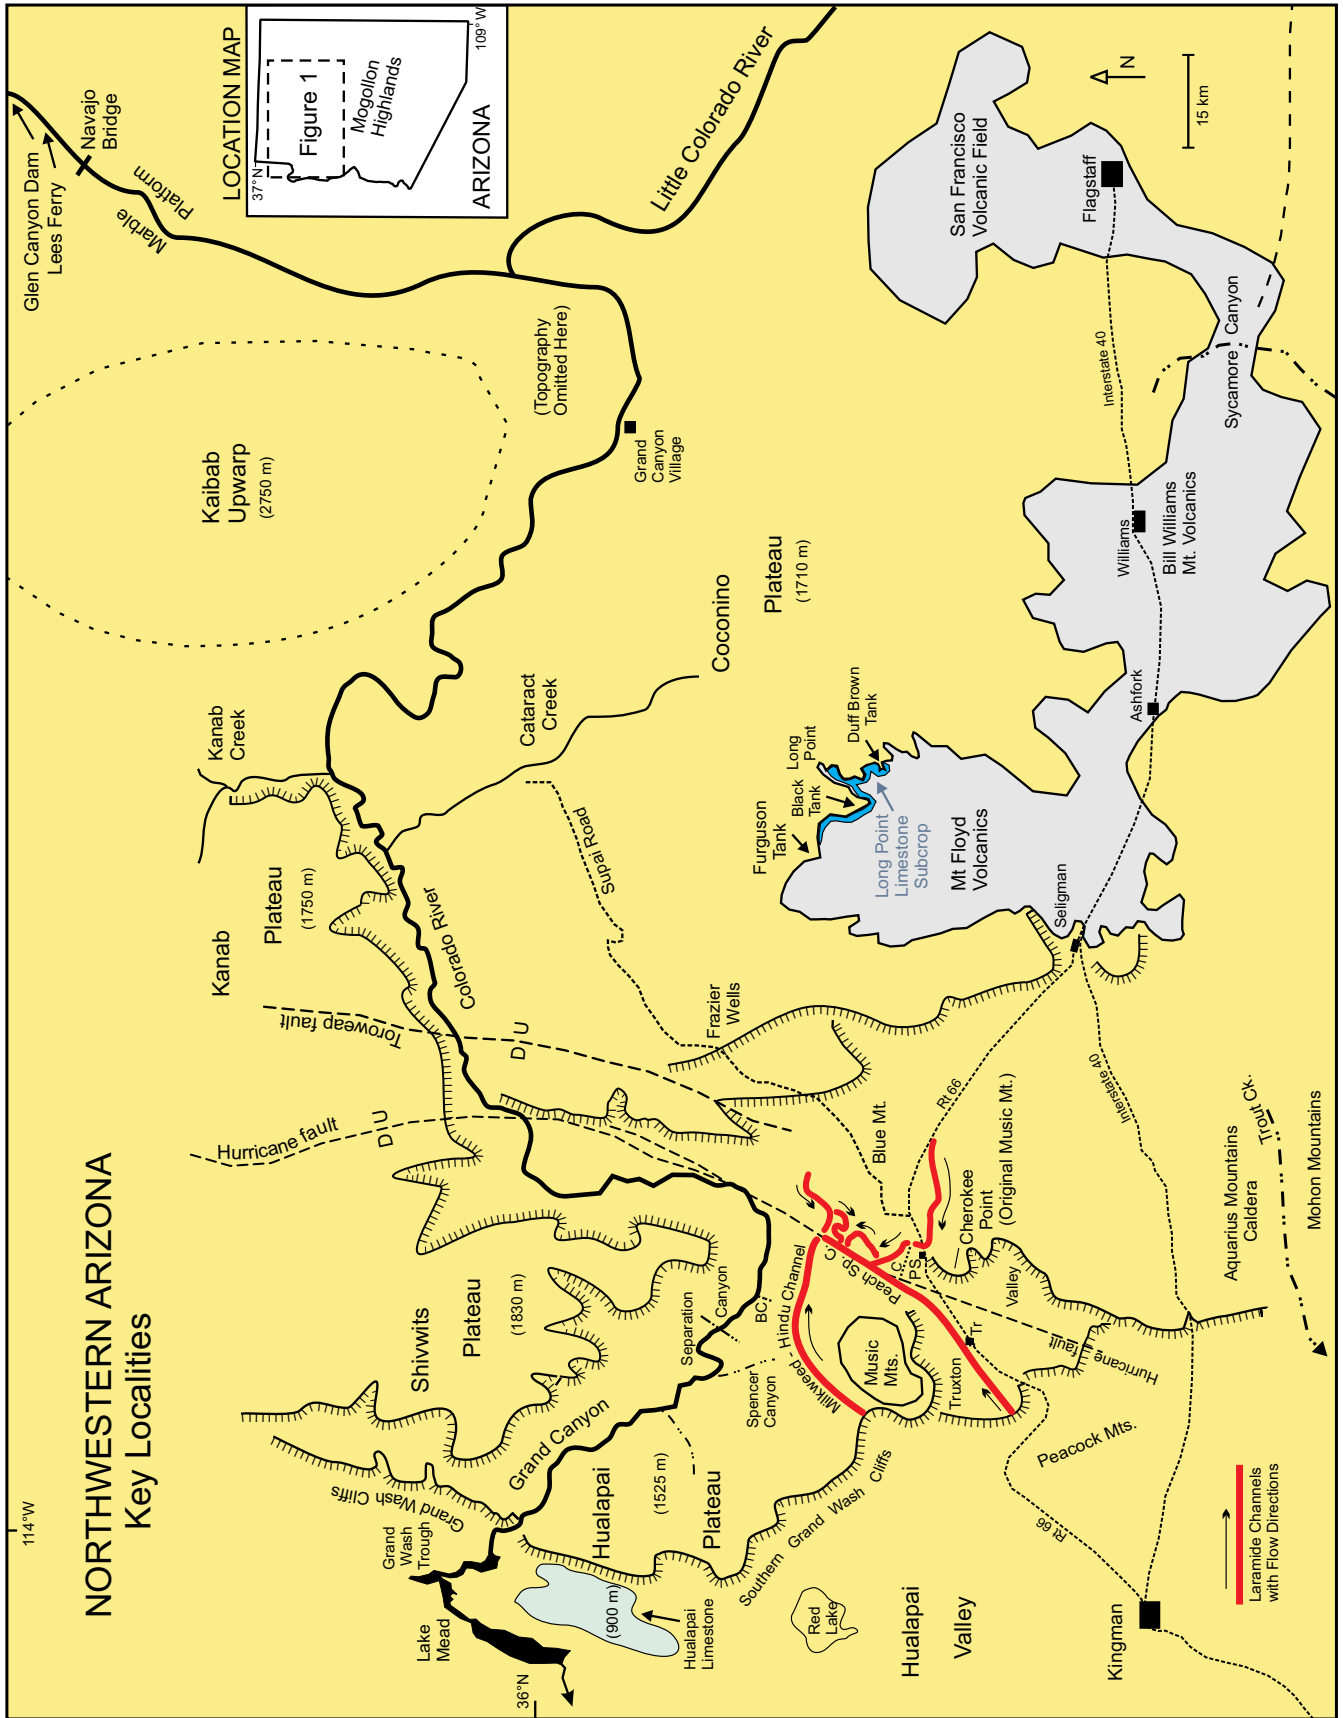 NORTHWESTERN ARIZONA
Key Localities
114°W
36°N
Lake
Mead
Grand
Wash
Trough
Grand Wash Cliffs
Hualapai
Limestone
(900 m)
Hualapai
Plateau
(1525 m)
Grand Canyon
Shivwits
Plateau
(1830 m)
Hurricane fault
D U
Toroweap fault
D U
Kanab
Plateau
(1750 m)
Kanab
Creek
Colorado River
Kaibab
Upwarp
(2750 m)
Glen Canyon Dam
Lees Ferry
Navajo
Bridge
Marble
Platform
LOCATION MAP
37° N
Figure 1
Mogollon
Highlands
109° W
ARIZONA
(Topography
Omitted Here)
Little Colorado River
Grand
Canyon
Village
Cataract
Creek
Supai Road
Coconino
Plateau
(1710 m)
Separation
Canyon
Spencer
Canyon
BC
Frazier
Wells
Furguson
Tank
Black
Tank
Long
Point
Duff Brown
Tank
Long Point
Limestone
Subcrop
Mt Floyd
Volcanics
San Francisco
Volcanic Field
Flagstaff
N
15 km
Southern Grand Wash Cliffs
Red
Lake
Hualapai
Valley
Milkweed - Hindu Channel
Music
Mts.
Peach Sp. C.
C.
PS
Blue Mt.
Cherokee
Point
(Original Music Mt.)
Truxton
Valley
Tr
Hurricane
fault
Rt 66
Seligman
Ashfork
Williams
Bill Williams
Mt. Volcanics
Interstate 40
Sycamore Canyon
Peacock Mts.
Rt 66
Kingman
Interstate 40
Aquarius Mountains
Caldera
Trout Ck.
Mohon Mountains
Laramide Channels
with Flow Directions